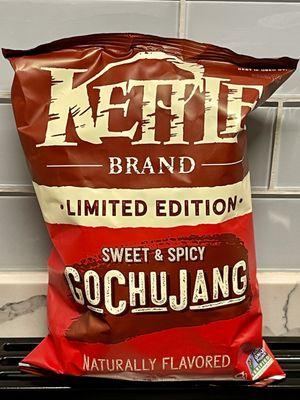 KETTLE
BRAND
·LIMITED EDITION·
SWEET & SPICY
GOCHUJANG
NATURALLY FLAVORED